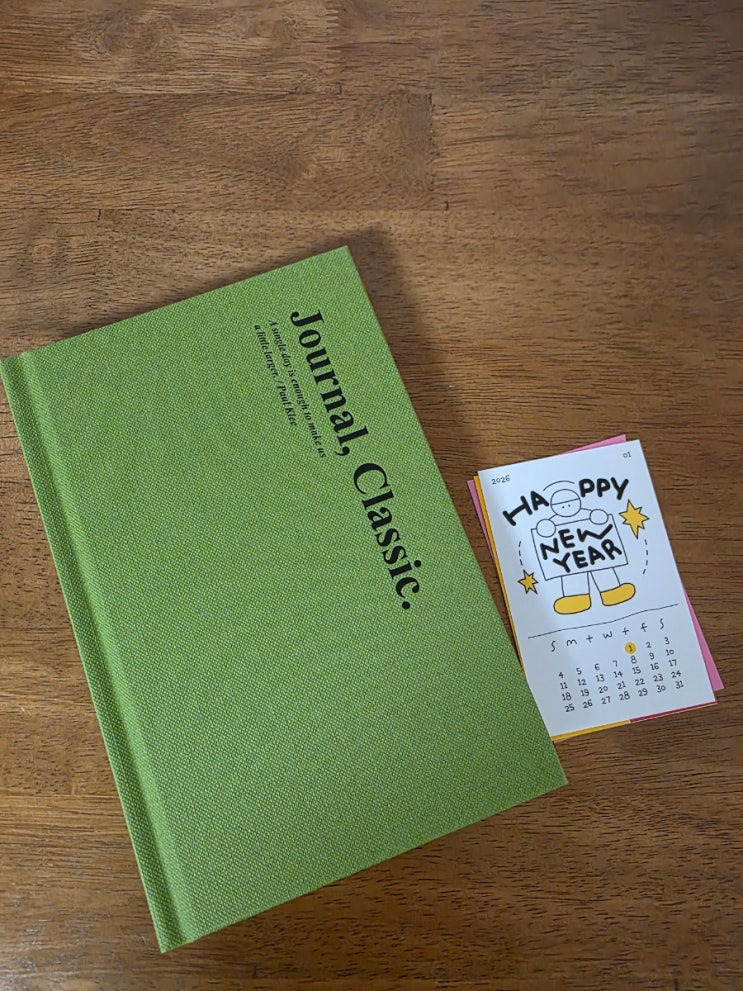 Journal, Classic.
A single day is enough to make us
a little larger. / Paul Klee
2026
01
HAPPY
NEW
YEAR
S m t w t f s
1 2 3
4 5 6 7 8 9 10
11 12 13 14 15 16 17
18 19 20 21 22 23 24
25 26 27 28 29 30 31